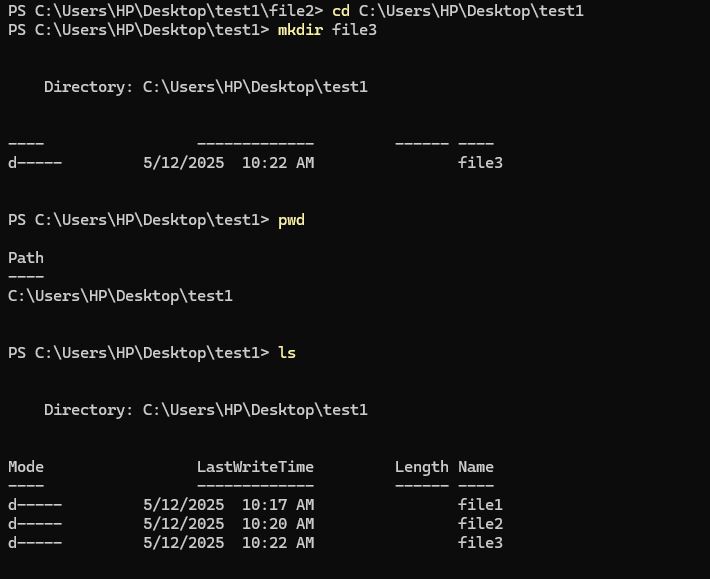 PS C:\Users\HP\Desktop\test1\file2> cd C:\Users\HP\Desktop\test1
PS C:\Users\HP\Desktop\test1> mkdir file3
Directory: C:\Users\HP\Desktop\test1
---- ------------- ------ ----
d----- 5/12/2025 10:22 AM file3
PS C:\Users\HP\Desktop\test1> pwd
Path
----
C:\Users\HP\Desktop\test1
PS C:\Users\HP\Desktop\test1> ls
Directory: C:\Users\HP\Desktop\test1
Mode LastWriteTime Length Name
---- ------------- ------ ----
d----- 5/12/2025 10:17 AM file1
d----- 5/12/2025 10:20 AM file2
d----- 5/12/2025 10:22 AM file3